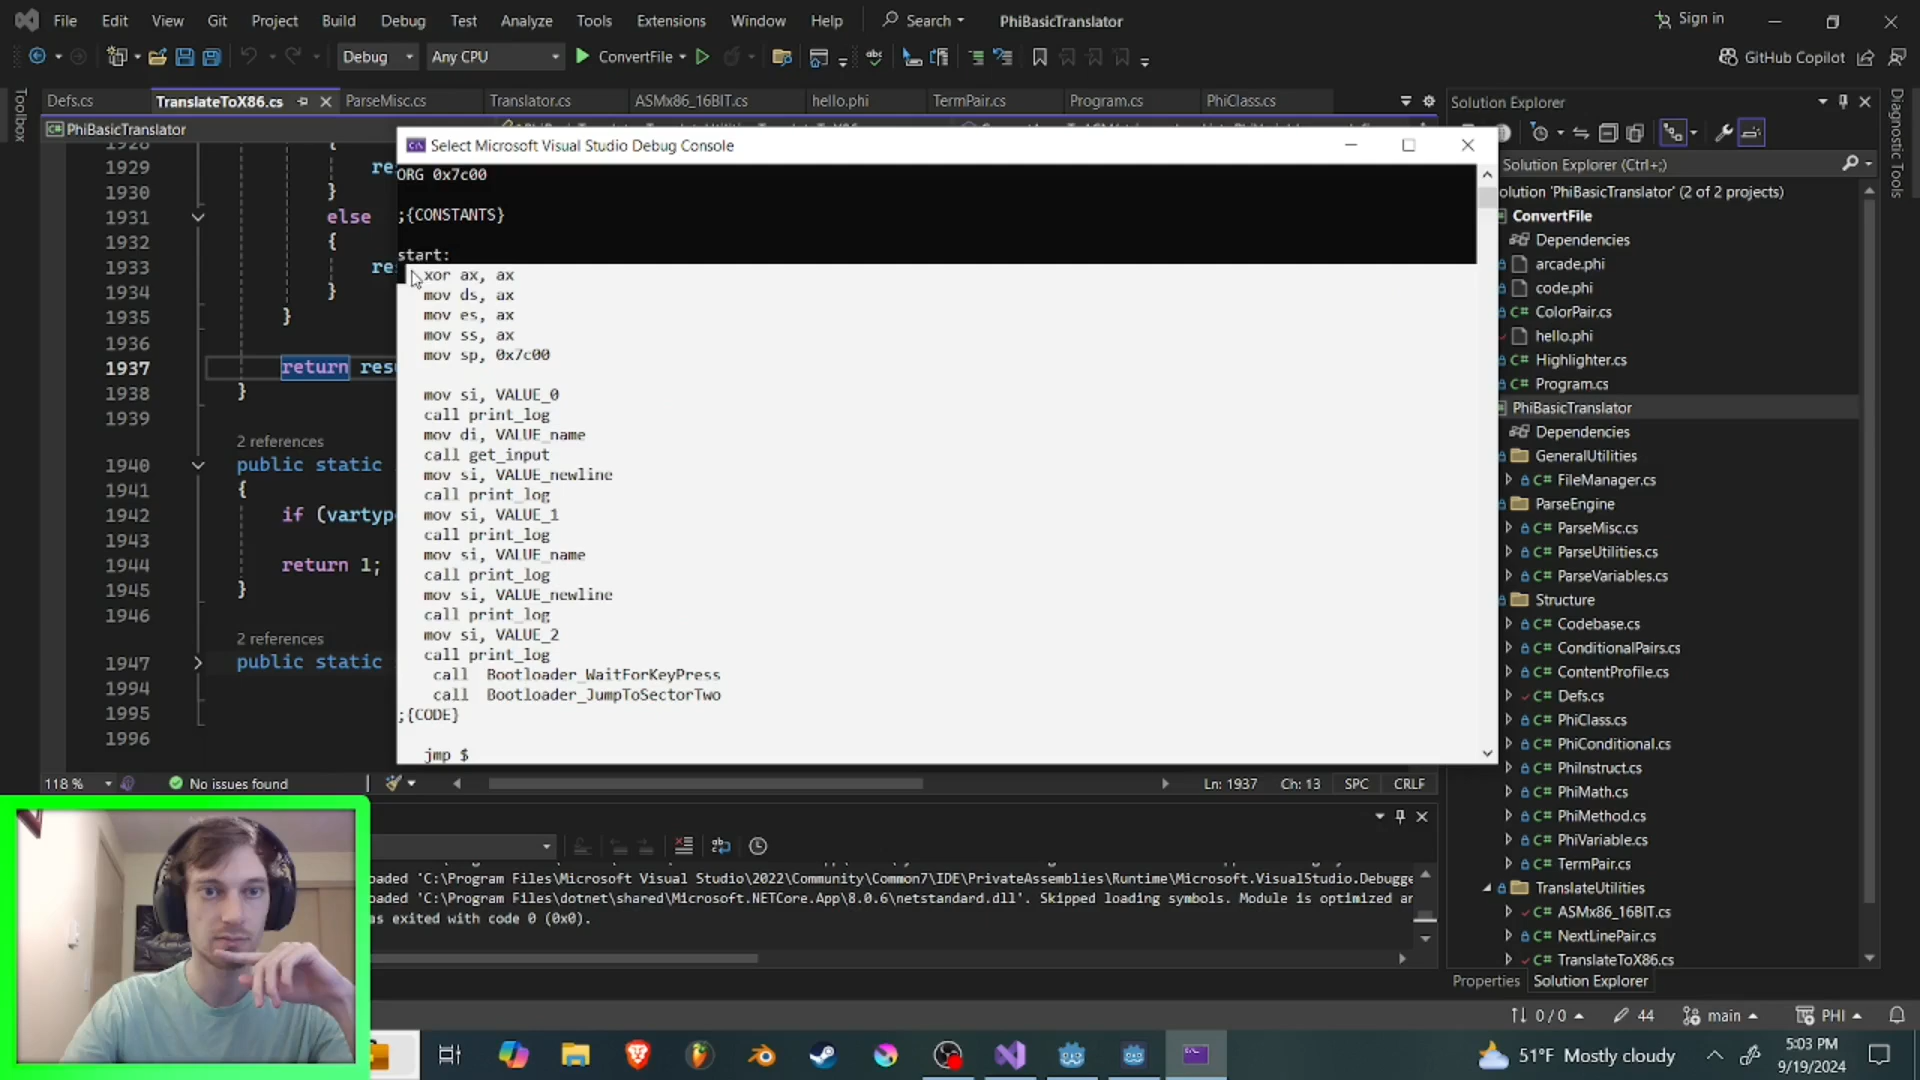 File Edit View Git Project Build Debug Test Analyze Tools Extensions Window Help Search PhiBasicTranslator Sign in
Debug Any CPU ConvertFile GitHub Copilot
Toolbox
Defs.cs TranslateToX86.cs ParseMisc.cs Translator.cs ASMx86_16BIT.cs hello.phi TermPair.cs Program.cs PhiClass.cs
PhiBasicTranslator
Select Microsoft Visual Studio Debug Console
ORG 0x7c00
;{CONSTANTS}
start:
xor ax, ax
mov ds, ax
mov es, ax
mov ss, ax
mov sp, 0x7c00
mov si, VALUE_0
call print_log
mov di, VALUE_name
call get_input
mov si, VALUE_newline
call print_log
mov si, VALUE_1
call print_log
mov si, VALUE_name
call print_log
mov si, VALUE_newline
call print_log
mov si, VALUE_2
call print_log
call Bootloader_WaitForKeyPress
call Bootloader_JumpToSectorTwo
;{CODE}
jmp $
1928 {
1929 re
1930 }
1931 else
1932 {
1933 re
1934 }
1935 }
1936
1937 return res
1938 }
1939
2 references
1940 public static
1941 {
1942 if (vartyp
1943
1944 return 1;
1945 }
1946
2 references
1947 public static
1994
1995
1996
118 % No issues found Ln: 1937 Ch: 13 SPC CRLF
oaded 'C:\Program Files\Microsoft Visual Studio\2022\Community\Common7\IDE\PrivateAssemblies\Runtime\Microsoft.VisualStudio.Debugge
oaded 'C:\Program Files\dotnet\shared\Microsoft.NETCore.App\8.0.6\netstandard.dll'. Skipped loading symbols. Module is optimized ar
as exited with code 0 (0x0).
Solution Explorer
Solution Explorer (Ctrl+;)
olution 'PhiBasicTranslator' (2 of 2 projects)
ConvertFile
Dependencies
arcade.phi
code.phi
ColorPair.cs
hello.phi
Highlighter.cs
Program.cs
PhiBasicTranslator
Dependencies
GeneralUtilities
FileManager.cs
ParseEngine
ParseMisc.cs
ParseUtilities.cs
ParseVariables.cs
Structure
Codebase.cs
ConditionalPairs.cs
ContentProfile.cs
Defs.cs
PhiClass.cs
PhiConditional.cs
PhiInstruct.cs
PhiMath.cs
PhiMethod.cs
PhiVariable.cs
TermPair.cs
TranslateUtilities
ASMx86_16BIT.cs
NextLinePair.cs
TranslateToX86.cs
Properties Solution Explorer
Diagnostic Tools
0 / 0 44 main PHI
51°F Mostly cloudy
5:03 PM
9/19/2024